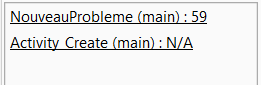 NouveauProbleme (main) : 59
Activity_Create (main) : N/A